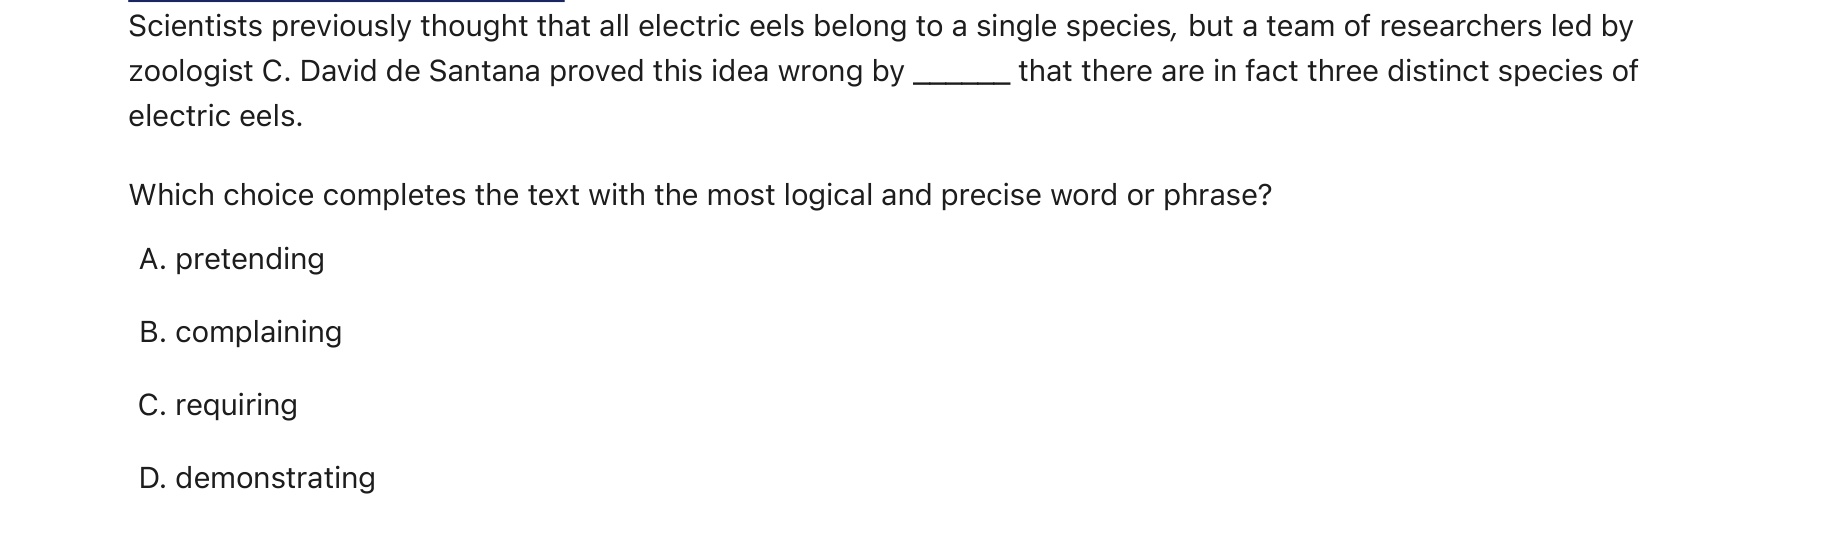 Scientists previously thought that all electric eels belong to a single species, but a team of researchers led by
zoologist C. David de Santana proved this idea wrong by ______ that there are in fact three distinct species of
electric eels.
Which choice completes the text with the most logical and precise word or phrase?
A. pretending
B. complaining
C. requiring
D. demonstrating